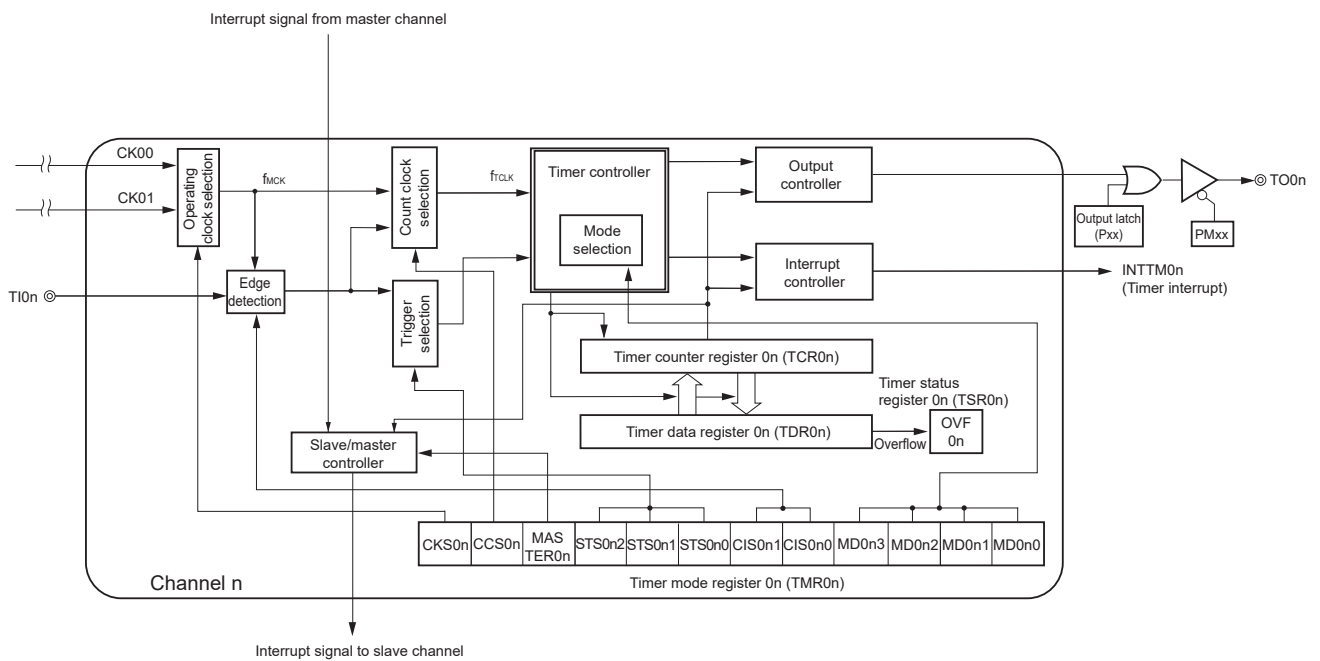 Interrupt signal from master channel
CK00
CK01
Operating
clock selection
fMCK
Count clock
selection
fTCLK
Timer controller
Mode
selection
Output
controller
Output latch
(Pxx)
PMxx
TO0n
TI0n
Edge
detection
Trigger
selection
Interrupt
controller
INTTM0n
(Timer interrupt)
Timer counter register 0n (TCR0n)
Timer status
register 0n (TSR0n)
Slave/master
controller
Timer data register 0n (TDR0n)
Overflow
OVF
0n
CKS0n CCS0n MAS
TER0n STS0n2 STS0n1 STS0n0 CIS0n1 CIS0n0 MD0n3 MD0n2 MD0n1 MD0n0
Channel n
Timer mode register 0n (TMR0n)
Interrupt signal to slave channel